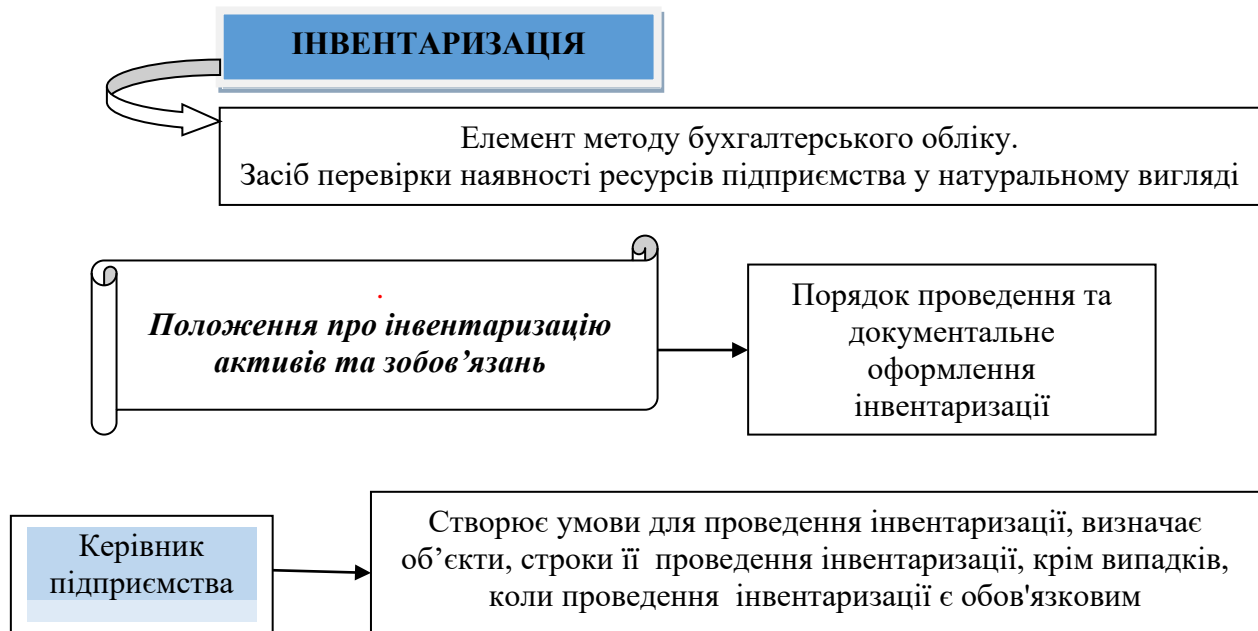 ІНВЕНТАРИЗАЦІЯ
Елемент методу бухгалтерського обліку.
Засіб перевірки наявності ресурсів підприємства у натуральному вигляді
Положення про інвентаризацію
активів та зобов’язань
Порядок проведення та
документальне
оформлення
інвентаризації
Керівник
підприємства
Створює умови для проведення інвентаризації, визначає
об’єкти, строки її  проведення інвентаризації, крім випадків,
коли проведення  інвентаризації є обов'язковим